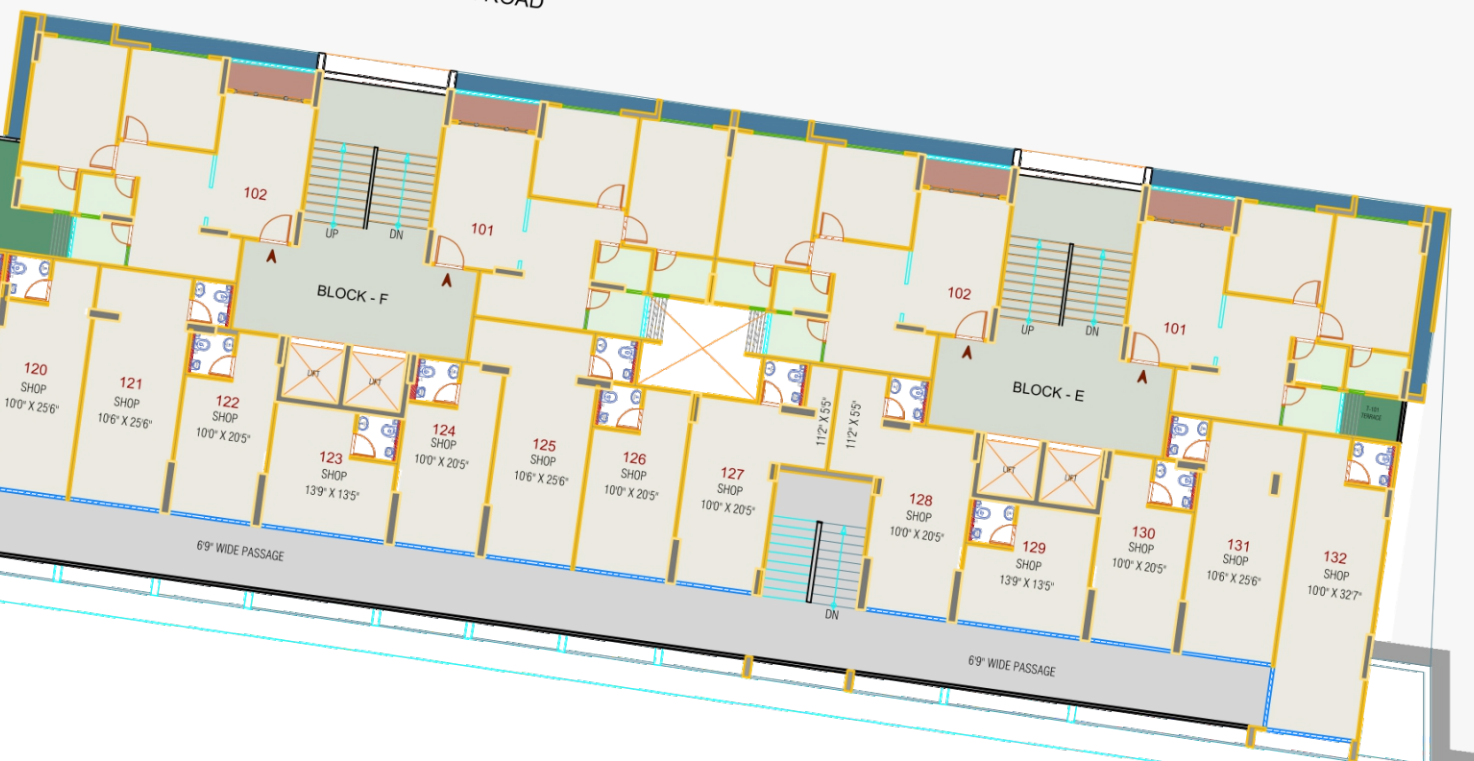 ROAD
102
UP
DN
101
BLOCK - F
102
UP
DN
101
BLOCK - E
120
SHOP
10'0" X 25'6"
121
SHOP
10'6" X 25'6"
122
SHOP
10'0" X 20'5"
LIFT
LIFT
123
SHOP
13'9" X 13'5"
124
SHOP
10'0" X 20'5"
125
SHOP
10'6" X 25'6"
126
SHOP
10'0" X 20'5"
127
SHOP
10'0" X 20'5"
11'2" X 5'5"
11'2" X 5'5"
128
SHOP
10'0" X 20'5"
LIFT
LIFT
129
SHOP
13'9" X 13'5"
130
SHOP
10'0" X 20'5"
131
SHOP
10'6" X 25'6"
132
SHOP
10'0" X 32'7"
TERRACE
DN
6'9" WIDE PASSAGE
6'9" WIDE PASSAGE